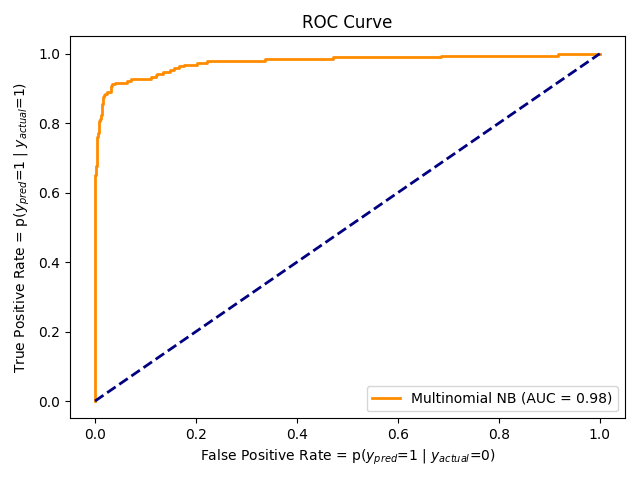 ROC Curve
True Positive Rate = p(y_pred=1 | y_actual=1)
1.0
0.8
0.6
0.4
0.2
0.0
Multinomial NB (AUC = 0.98)
0.0 0.2 0.4 0.6 0.8 1.0
False Positive Rate = p(y_pred=1 | y_actual=0)